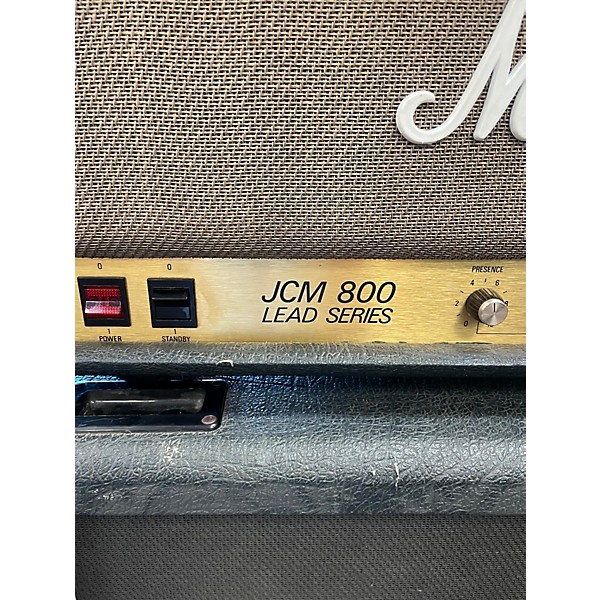 M
0 0
JCM 800
LEAD SERIES
1 1
POWER STANDBY
PRESENCE
4 6
2 8
0